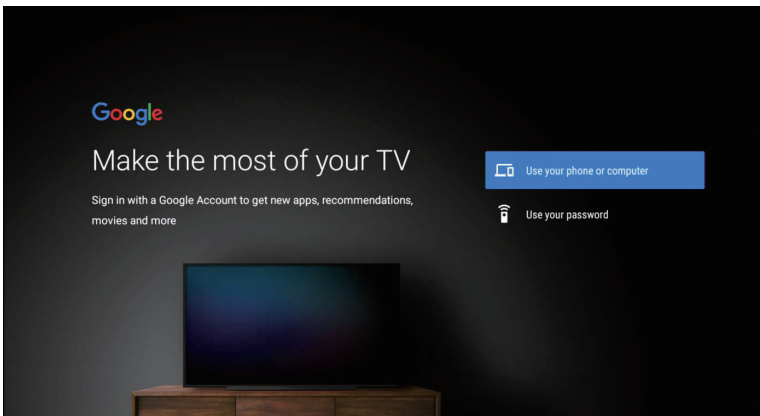 Google
Make the most of your TV
Sign in with a Google Account to get new apps, recommendations,
movies and more
Use your phone or computer
Use your password